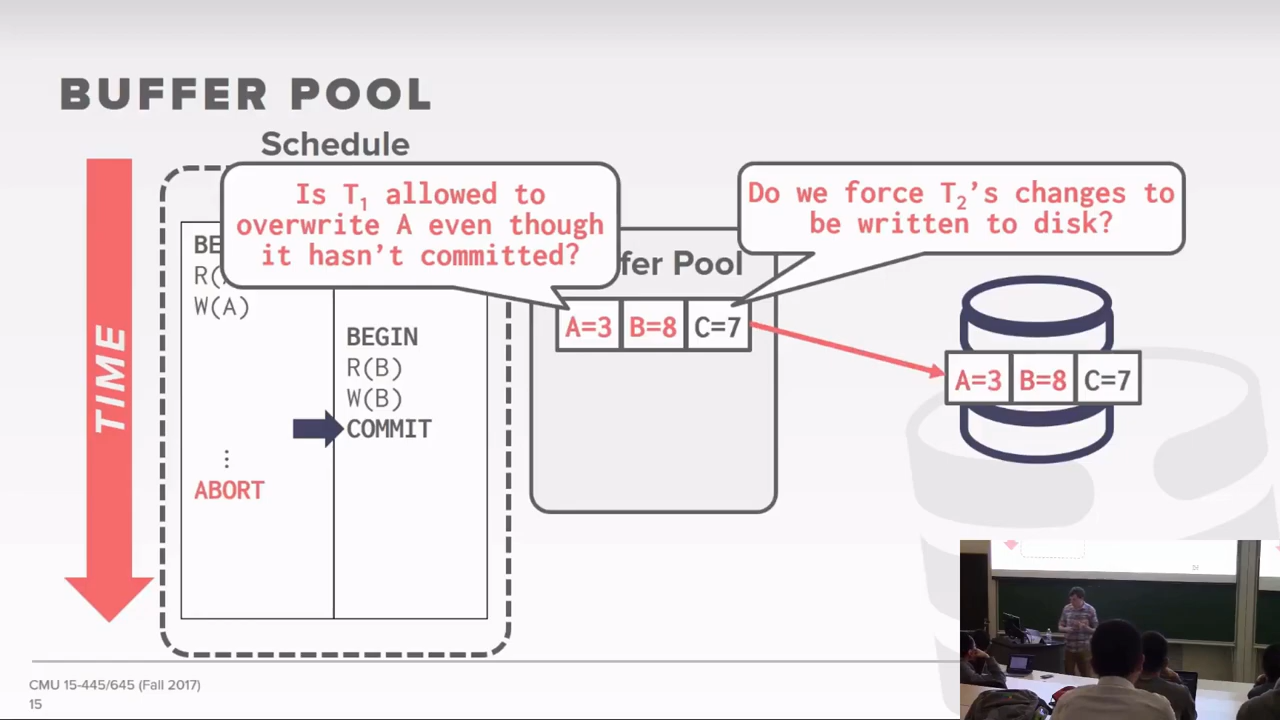 BUFFER POOL
Schedule
Is T₁ allowed to
overwrite A even though
it hasn't committed?
Do we force T₂'s changes to
be written to disk?
fer Pool
TIME
BE
R(
W(A)
⋮
ABORT
BEGIN
R(B)
W(B)
COMMIT
A=3 B=8 C=7
A=3 B=8 C=7
CMU 15-445/645 (Fall 2017)
15